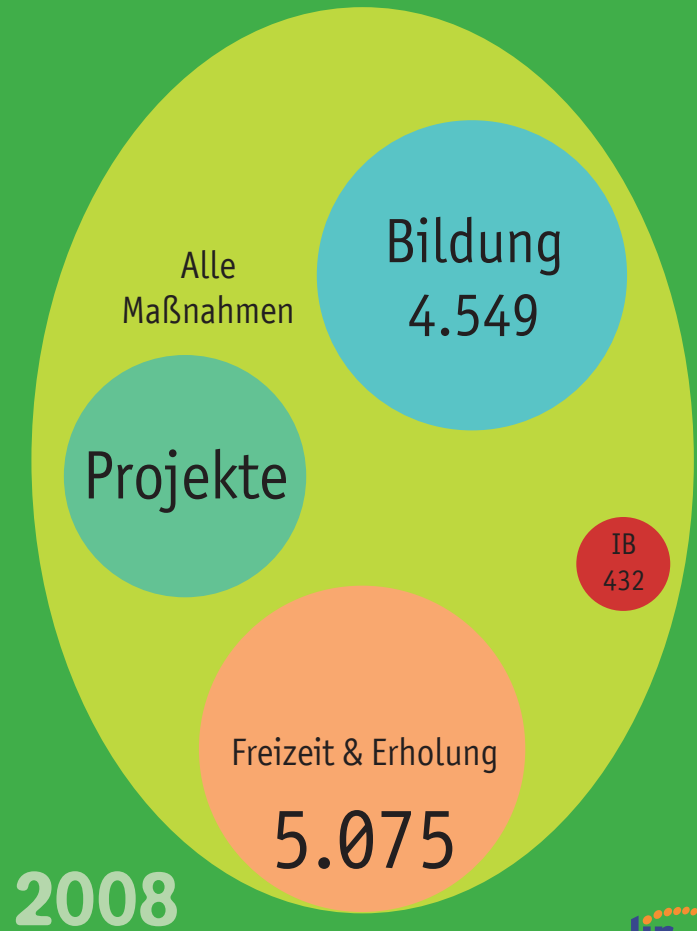 Bildung
4.549
Alle
Maßnahmen
Projekte
IB
432
Freizeit & Erholung
5.075
2008